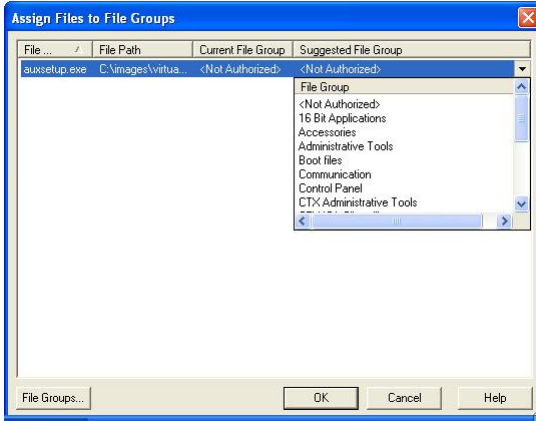 Assign Files to File Groups
File ... / File Path Current File Group Suggested File Group
auxsetup.exe C:\images\virtua... <Not Authorized> <Not Authorized>
File Group
<Not Authorized>
16 Bit Applications
Accessories
Administrative Tools
Boot files
Communication
Control Panel
CTX Administrative Tools
File Groups... OK Cancel Help